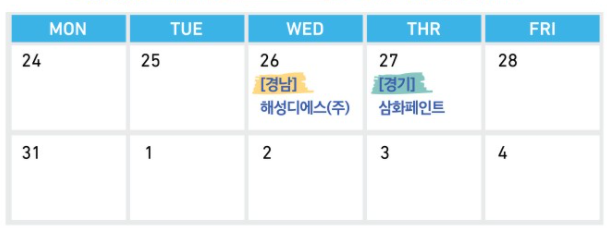 MON TUE WED THR FRI
24 25 26 27 28
[경남] [경기]
해성디에스(주) 삼화페인트
31 1 2 3 4